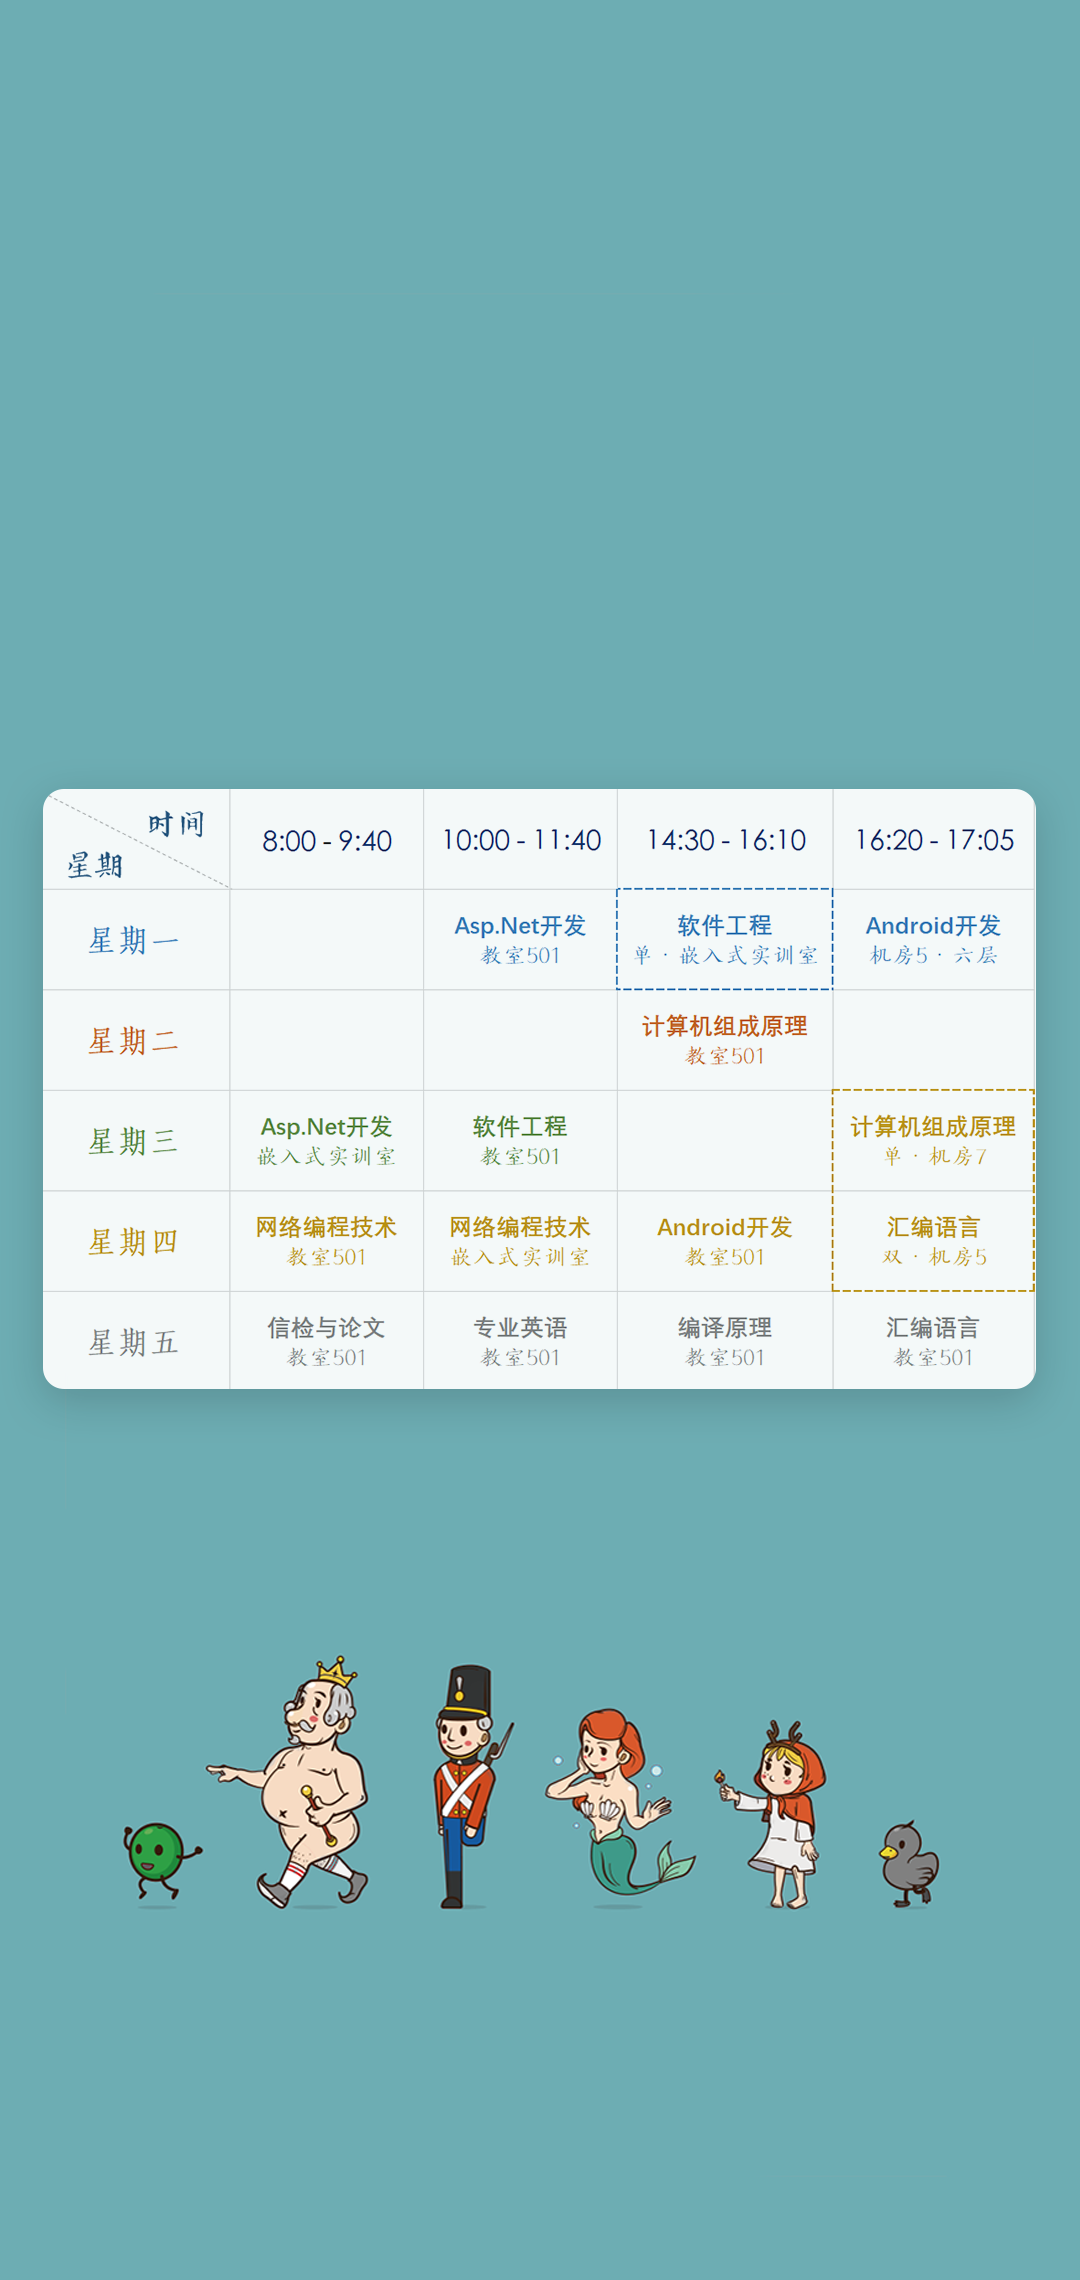 时间
星期
8:00 - 9:40
10:00 - 11:40
14:30 - 16:10
16:20 - 17:05
星期一
Asp.Net开发
教室501
软件工程
单 · 嵌入式实训室
Android开发
机房5 · 六层
星期二
计算机组成原理
教室501
星期三
Asp.Net开发
嵌入式实训室
软件工程
教室501
计算机组成原理
单 · 机房7
星期四
网络编程技术
教室501
网络编程技术
嵌入式实训室
Android开发
教室501
汇编语言
双 · 机房5
星期五
信检与论文
教室501
专业英语
教室501
编译原理
教室501
汇编语言
教室501